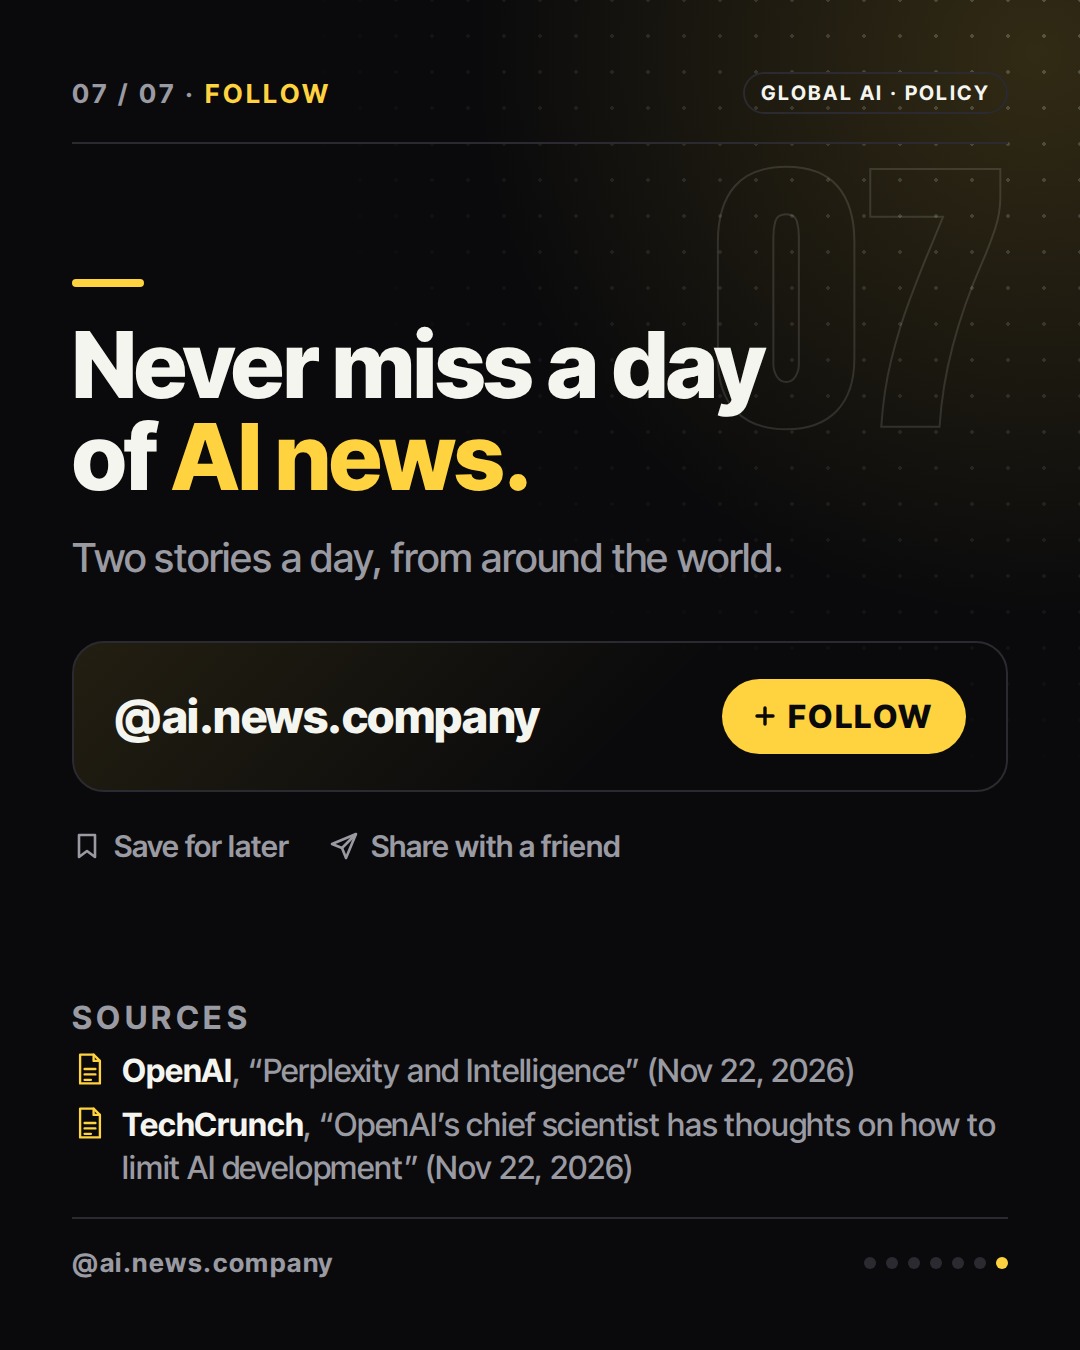 07 / 07 · FOLLOW
GLOBAL AI · POLICY
07
Never miss a day
of AI news.
Two stories a day, from around the world.
@ai.news.company
+ FOLLOW
Save for later
Share with a friend
SOURCES
OpenAI, “Perplexity and Intelligence” (Nov 22, 2026)
TechCrunch, “OpenAI’s chief scientist has thoughts on how to
limit AI development” (Nov 22, 2026)
@ai.news.company